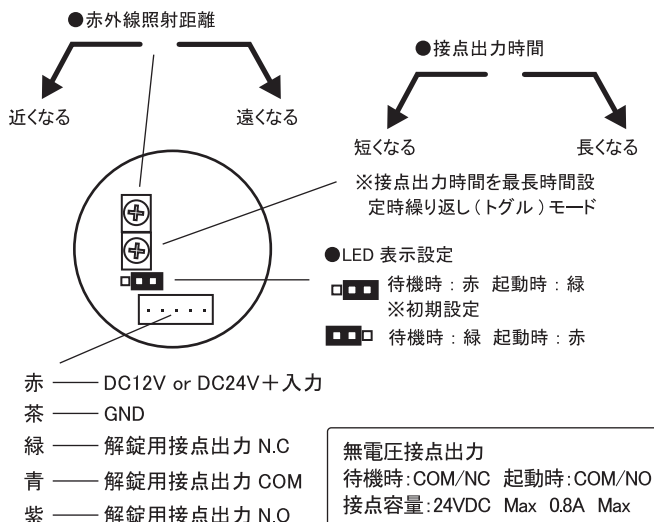 ●赤外線照射距離
近くなる
遠くなる
●接点出力時間
短くなる
長くなる
※接点出力時間を最長時間設
定時繰り返し(トグル)モード
●LED 表示設定
待機時：赤 起動時：緑
※初期設定
待機時：緑 起動時：赤
赤 DC12V or DC24V＋入力
茶 GND
緑 解錠用接点出力 N.C
青 解錠用接点出力 COM
紫 解錠用接点出力 N.O
無電圧接点出力
待機時：COM/NC 起動時：COM/NO
接点容量：24VDC Max 0.8A Max